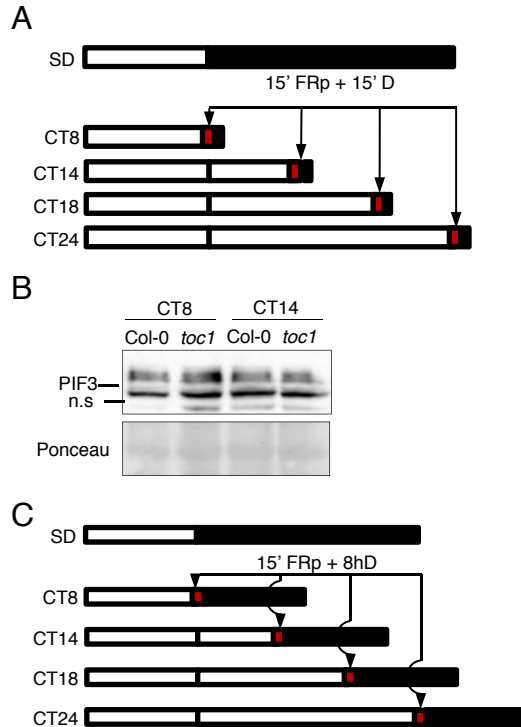 A
SD
15' FRp + 15' D
CT8
CT14
CT18
CT24
B
CT8 CT14
Col-0 toc1 Col-0 toc1
PIF3
n.s
Ponceau
C
SD
15' FRp + 8hD
CT8
CT14
CT18
CT24